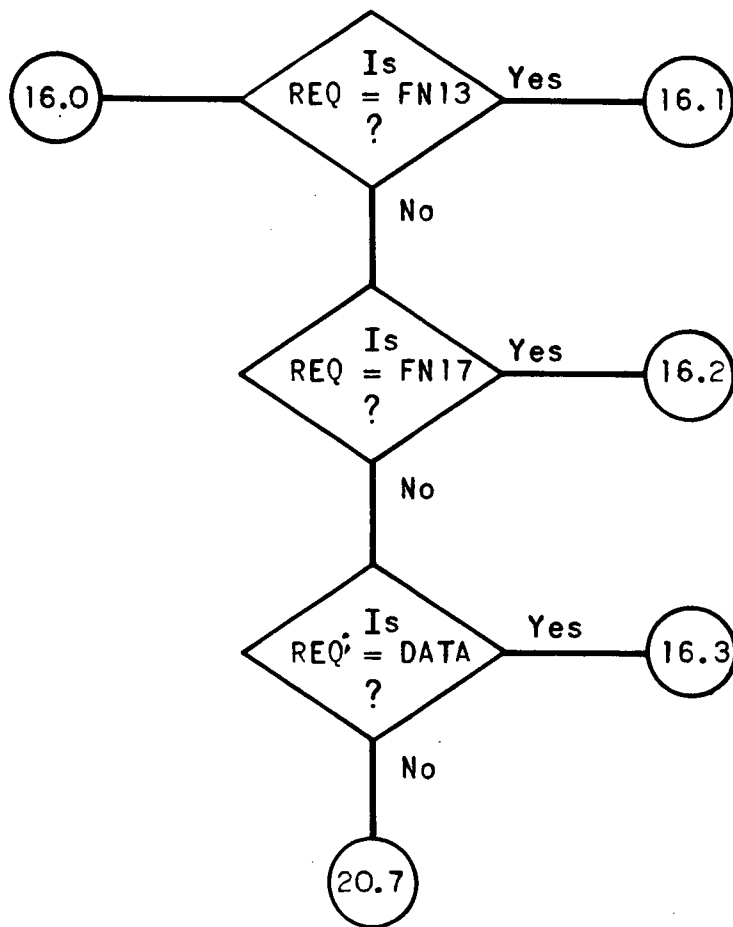 Is
16.0
REQ = FN13
?
Yes
16.1
No
Is
REQ = FN17
?
Yes
16.2
No
Is
REQ = DATA
?
Yes
16.3
No
20.7